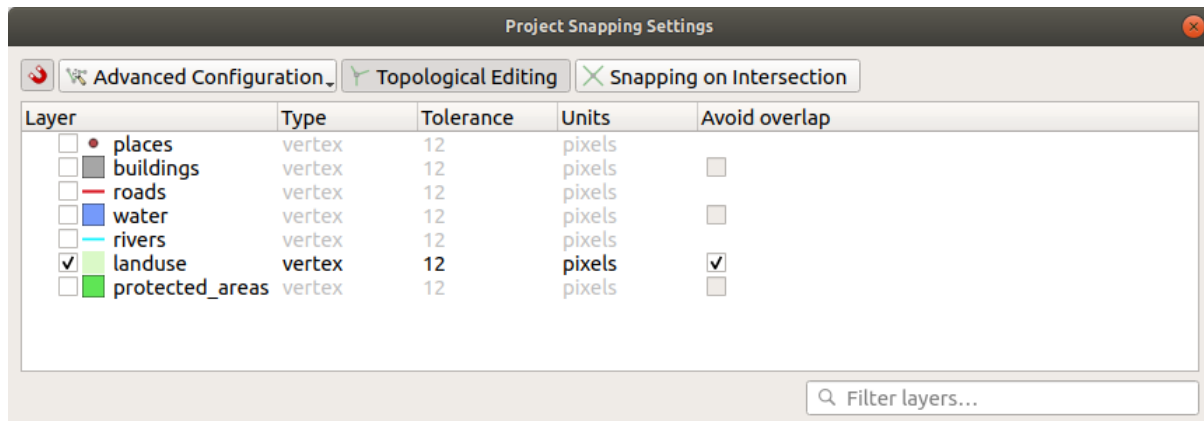 Project Snapping Settings
Advanced Configuration Topological Editing Snapping on Intersection
Layer Type Tolerance Units Avoid overlap
places vertex 12 pixels
buildings vertex 12 pixels
roads vertex 12 pixels
water vertex 12 pixels
rivers vertex 12 pixels
landuse vertex 12 pixels
protected_areas vertex 12 pixels
Filter layers...